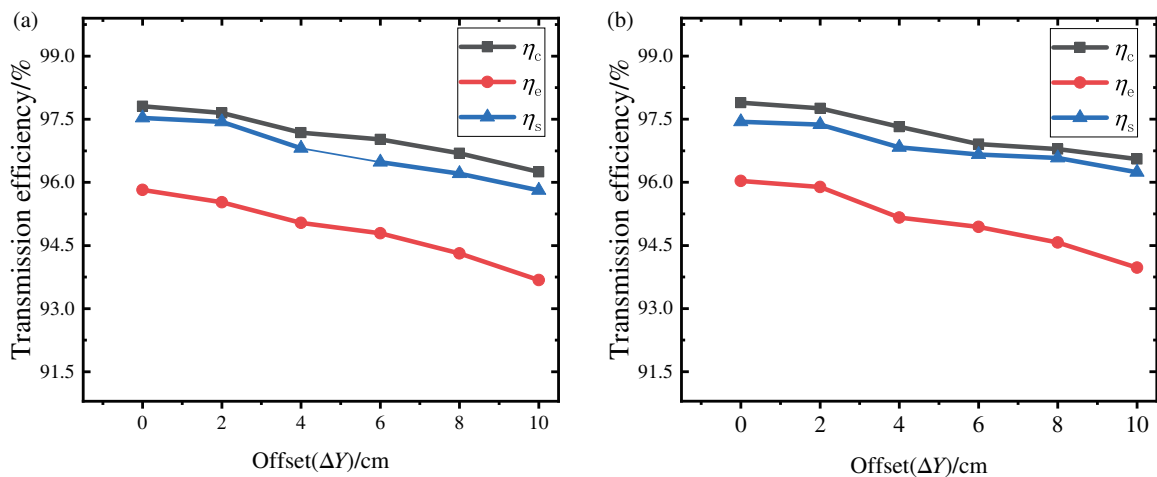 (a)
Transmission efficiency/%
99.0
97.5
96.0
94.5
93.0
91.5
0 2 4 6 8 10
Offset(ΔY)/cm
ηc
ηe
ηs
(b)
Transmission efficiency/%
99.0
97.5
96.0
94.5
93.0
91.5
0 2 4 6 8 10
Offset(ΔY)/cm
ηc
ηe
ηs